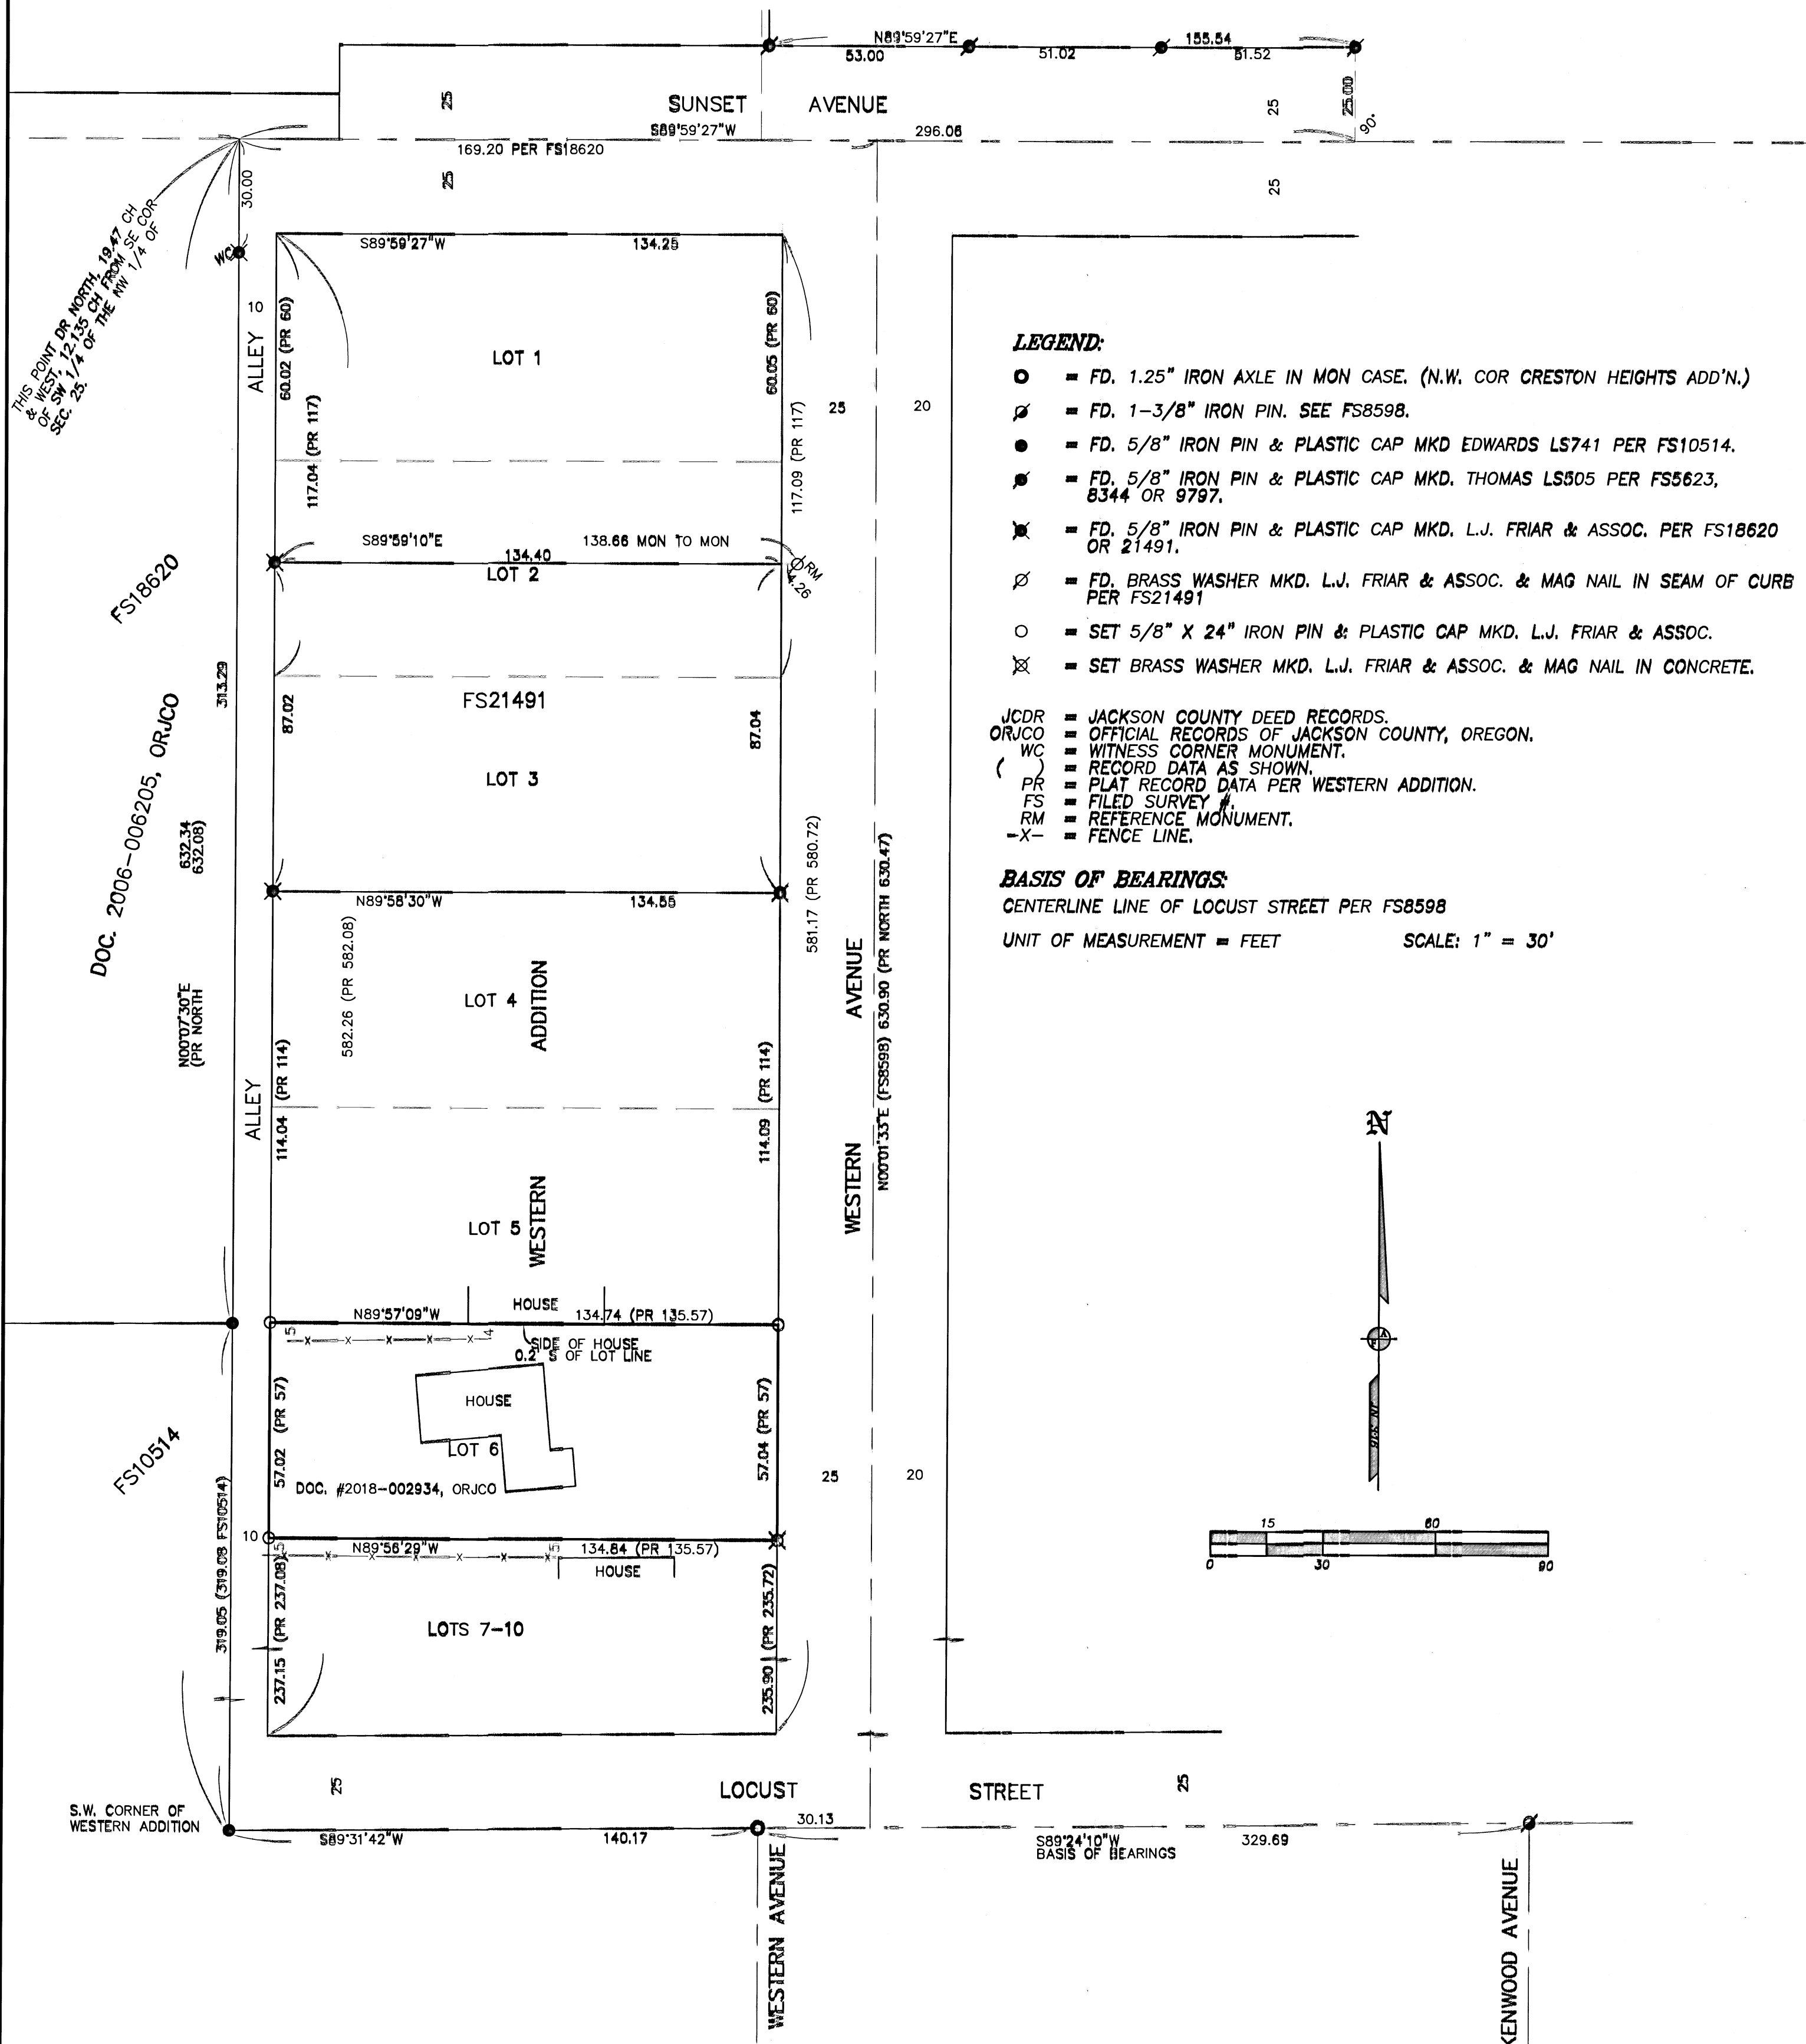 N89°59'27"E
155.54
53.00
51.02
51.52
25
SUNSET AVENUE
25
25.00
S89°59'27"W
296.06
90°
169.20 PER FS18620
25
25
30.00
THIS POINT DR NORTH, 19.47 CH
& WEST, 12.135 CH FROM SE COR
OF SW 1/4 OF THE NW 1/4 OF
SEC. 25.
WC
S89°59'27"W
134.25
10
ALLEY
60.02 (PR 60)
60.05 (PR 60)
LOT 1
117.04 (PR 117)
117.09 (PR 117)
25
20
S89°59'10"E
134.40
138.66 MON TO MON
RM
4.26
LOT 2
FS18620
313.29
FS21491
87.02
87.04
DOC. 2006-006205, ORJCO
LOT 3
632.34
632.08)
581.17 (PR 580.72)
N89°58'30"W
134.55
582.26 (PR 582.08)
N00°07'30"E
(PR NORTH
LOT 4
WESTERN ADDITION
WESTERN AVENUE
N00°01'33"E (FS8598) 630.90 (PR NORTH 630.47)
114.04 (PR 114)
114.09 (PR 114)
ALLEY
LOT 5
HOUSE
N89°57'09"W
134.74 (PR 135.57)
5
4
SIDE OF HOUSE
0.2' S OF LOT LINE
57.02 (PR 57)
57.04 (PR 57)
HOUSE
LOT 6
DOC. #2018-002934, ORJCO
FS10514
25
20
319.05 (319.08 FS10514)
10
N89°56'29"W
134.84 (PR 135.57)
.5
.5
HOUSE
237.15 (PR 237.08)
235.90 (PR 235.72)
LOTS 7-10
25
LOCUST STREET
25
S.W. CORNER OF
WESTERN ADDITION
S89°31'42"W
140.17
30.13
S89°24'10"W
BASIS OF BEARINGS
329.69
WESTERN AVENUE
KENWOOD AVENUE
LEGEND:
= FD. 1.25" IRON AXLE IN MON CASE. (N.W. COR CRESTON HEIGHTS ADD'N.)
= FD. 1-3/8" IRON PIN. SEE FS8598.
= FD. 5/8" IRON PIN & PLASTIC CAP MKD EDWARDS LS741 PER FS10514.
= FD. 5/8" IRON PIN & PLASTIC CAP MKD. THOMAS LS505 PER FS5623,
8344 OR 9797.
= FD. 5/8" IRON PIN & PLASTIC CAP MKD. L.J. FRIAR & ASSOC. PER FS18620
OR 21491.
= FD. BRASS WASHER MKD. L.J. FRIAR & ASSOC. & MAG NAIL IN SEAM OF CURB
PER FS21491
= SET 5/8" X 24" IRON PIN & PLASTIC CAP MKD. L.J. FRIAR & ASSOC.
= SET BRASS WASHER MKD. L.J. FRIAR & ASSOC. & MAG NAIL IN CONCRETE.
JCDR = JACKSON COUNTY DEED RECORDS.
ORJCO = OFFICIAL RECORDS OF JACKSON COUNTY, OREGON.
WC = WITNESS CORNER MONUMENT.
( ) = RECORD DATA AS SHOWN.
PR = PLAT RECORD DATA PER WESTERN ADDITION.
FS = FILED SURVEY #.
RM = REFERENCE MONUMENT.
-X- = FENCE LINE.
BASIS OF BEARINGS:
CENTERLINE LINE OF LOCUST STREET PER FS8598
UNIT OF MEASUREMENT = FEET SCALE: 1" = 30'
N
15 60
0 30 90